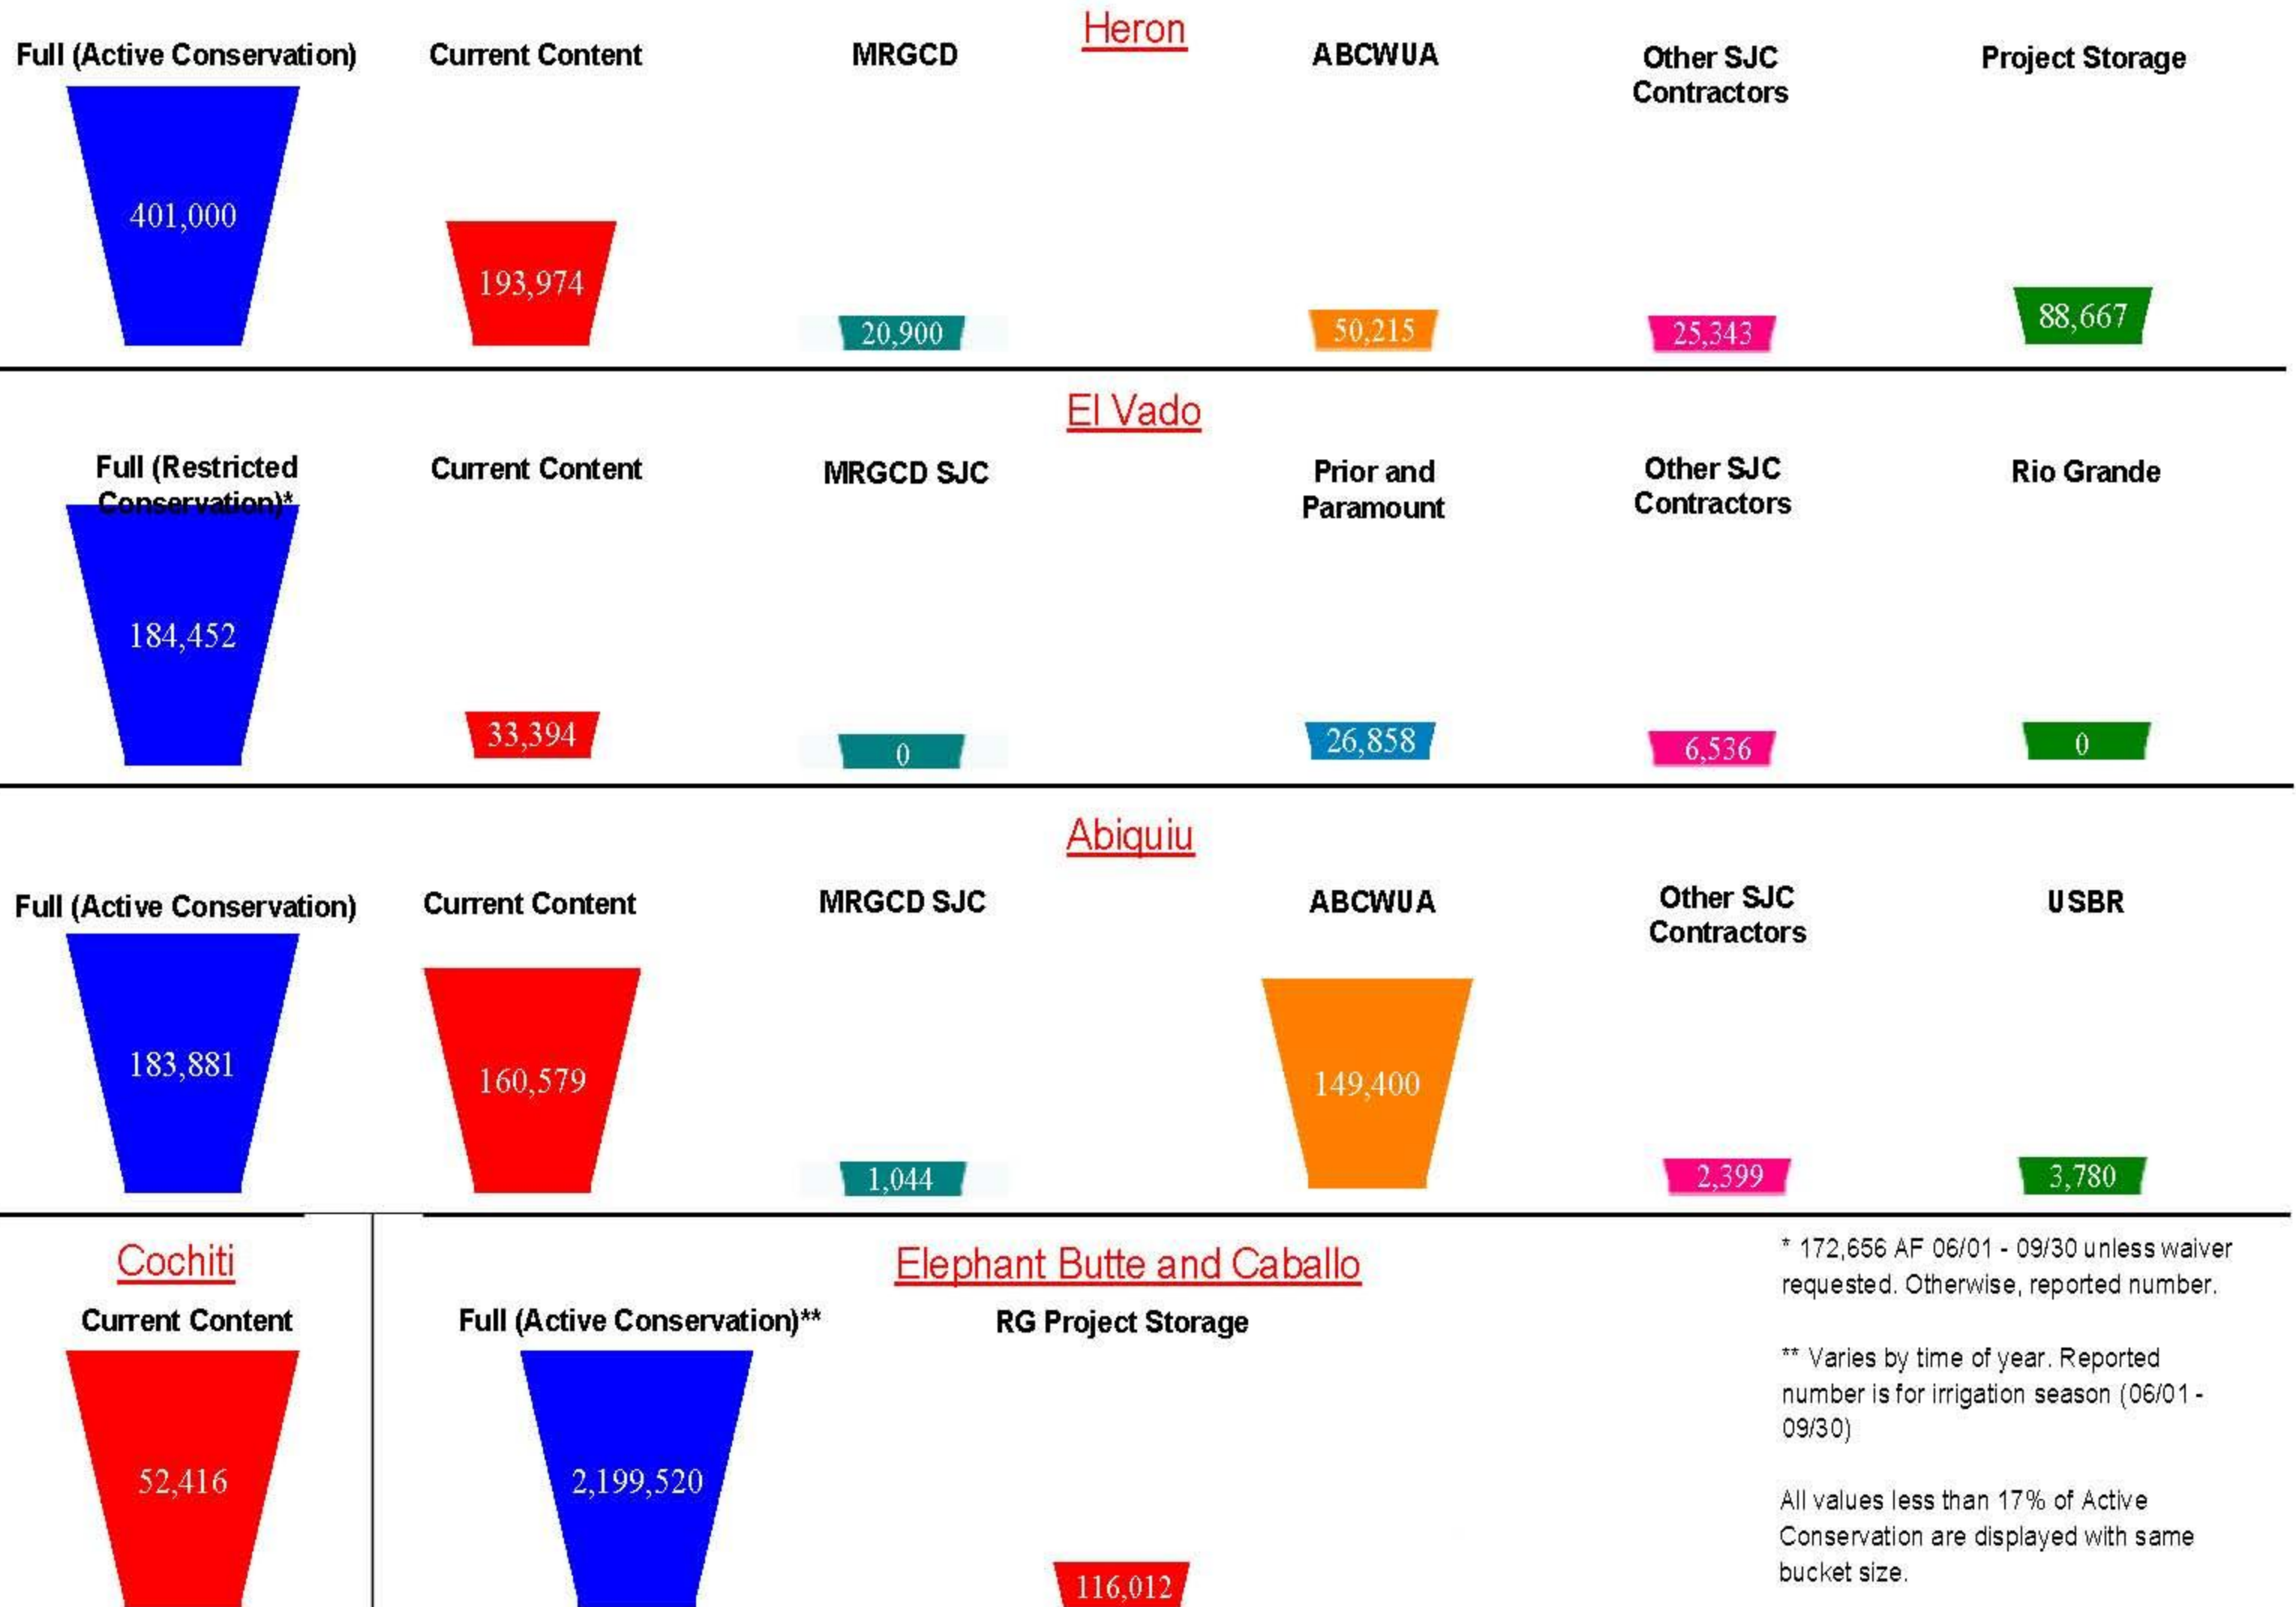 Heron
Full (Active Conservation)
Current Content
MRGCD
ABCWUA
Other SJC
Contractors
Project Storage
401,000
193,974
20,900
50,215
25,343
88,667
El Vado
Full (Restricted
Conservation)*
Current Content
MRGCD SJC
Prior and
Paramount
Other SJC
Contractors
Rio Grande
184,452
33,394
0
26,858
6,536
0
Abiquiu
Full (Active Conservation)
Current Content
MRGCD SJC
ABCWUA
Other SJC
Contractors
USBR
183,881
160,579
1,044
149,400
2,399
3,780
Cochiti
Current Content
52,416
Elephant Butte and Caballo
Full (Active Conservation)**
RG Project Storage
2,199,520
116,012
* 172,656 AF 06/01 - 09/30 unless waiver
requested. Otherwise, reported number.
** Varies by time of year. Reported
number is for irrigation season (06/01 -
09/30)
All values less than 17% of Active
Conservation are displayed with same
bucket size.